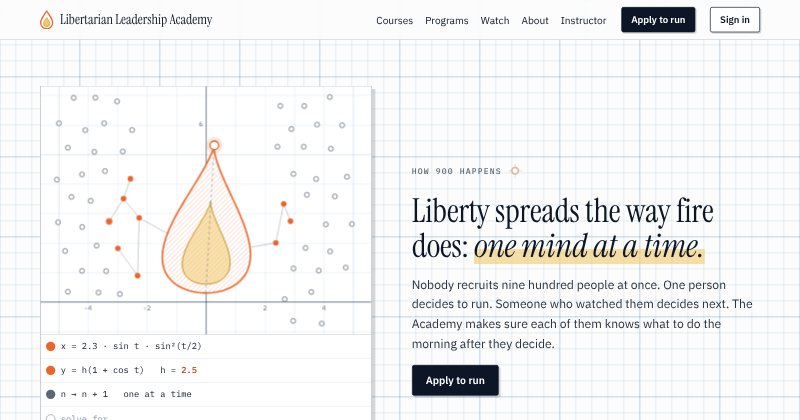 Libertarian Leadership Academy
Courses Programs Watch About Instructor Apply to run Sign in
6
-4 -2 2 4
x = 2.3 · sin t · sin²(t/2)
y = h(1 + cos t) h = 2.5
n → n + 1 one at a time
solve for
HOW 900 HAPPENS
Liberty spreads the way fire
does: one mind at a time.
Nobody recruits nine hundred people at once. One person
decides to run. Someone who watched them decides next. The
Academy makes sure each of them knows what to do the
morning after they decide.
Apply to run